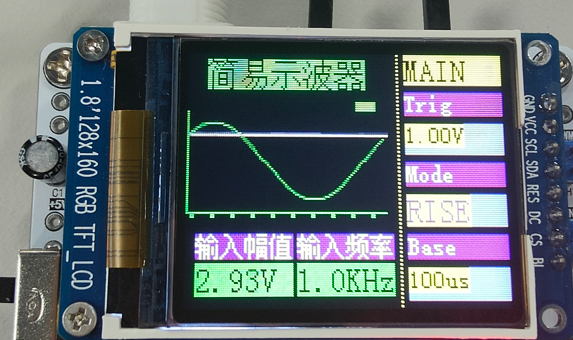 简易示波器
MAIN
Trig
1.00V
Mode
RISE
Base
100us
输入幅值 输入频率
2.93V 1.0KHz
1.8'128x160 RGB TFT_LCD
GND VCC SCL SDA RES DC CS BL
+5V